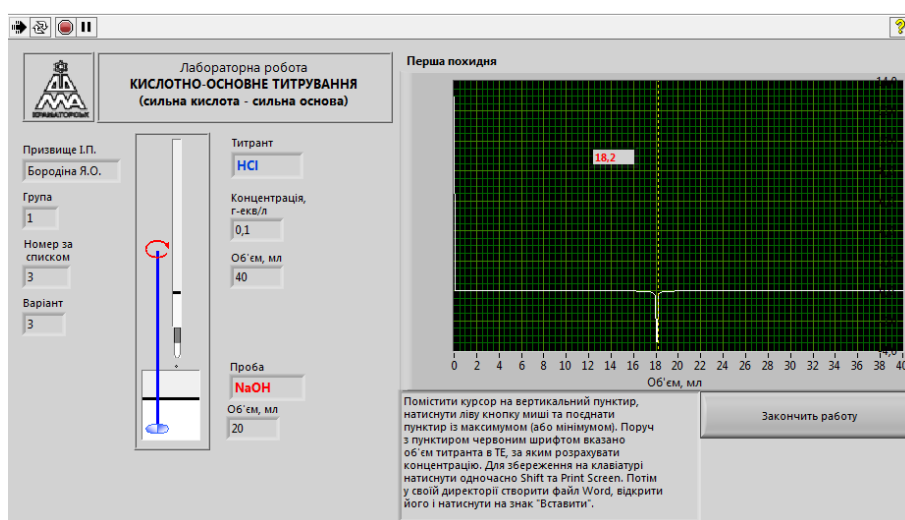 Лабораторна робота
КИСЛОТНО-ОСНОВНЕ ТИТРУВАННЯ
(сильна кислота - сильна основа)
КРАМАТОРСЬК
Призвище І.П.
Бородіна Я.О.
Група
1
Номер за
списком
3
Варіант
3
Титрант
HCl
Концентрація,
г-екв/л
0,1
Об`єм, мл
40
Проба
NaOH
Об'єм, мл
20
Перша похидня
18,2
0 2 4 6 8 10 12 14 16 18 20 22 24 26 28 30 32 34 36 38 40
Об'єм, мл
Помістити курсор на вертикальний пунктир,
натиснути ліву кнопку миші та поєднати
пунктир із максимумом (або мінімумом). Поруч
з пунктиром червоним шрифтом вказано
об'єм титранта в ТЕ, за яким розрахувати
концентрацію. Для збереження на клавіатурі
натиснути одночасно Shift та Print Screen. Потім
у своїй директорії створити файл Word, відкрити
його і натиснути на знак "Вставити".
Закончить работу